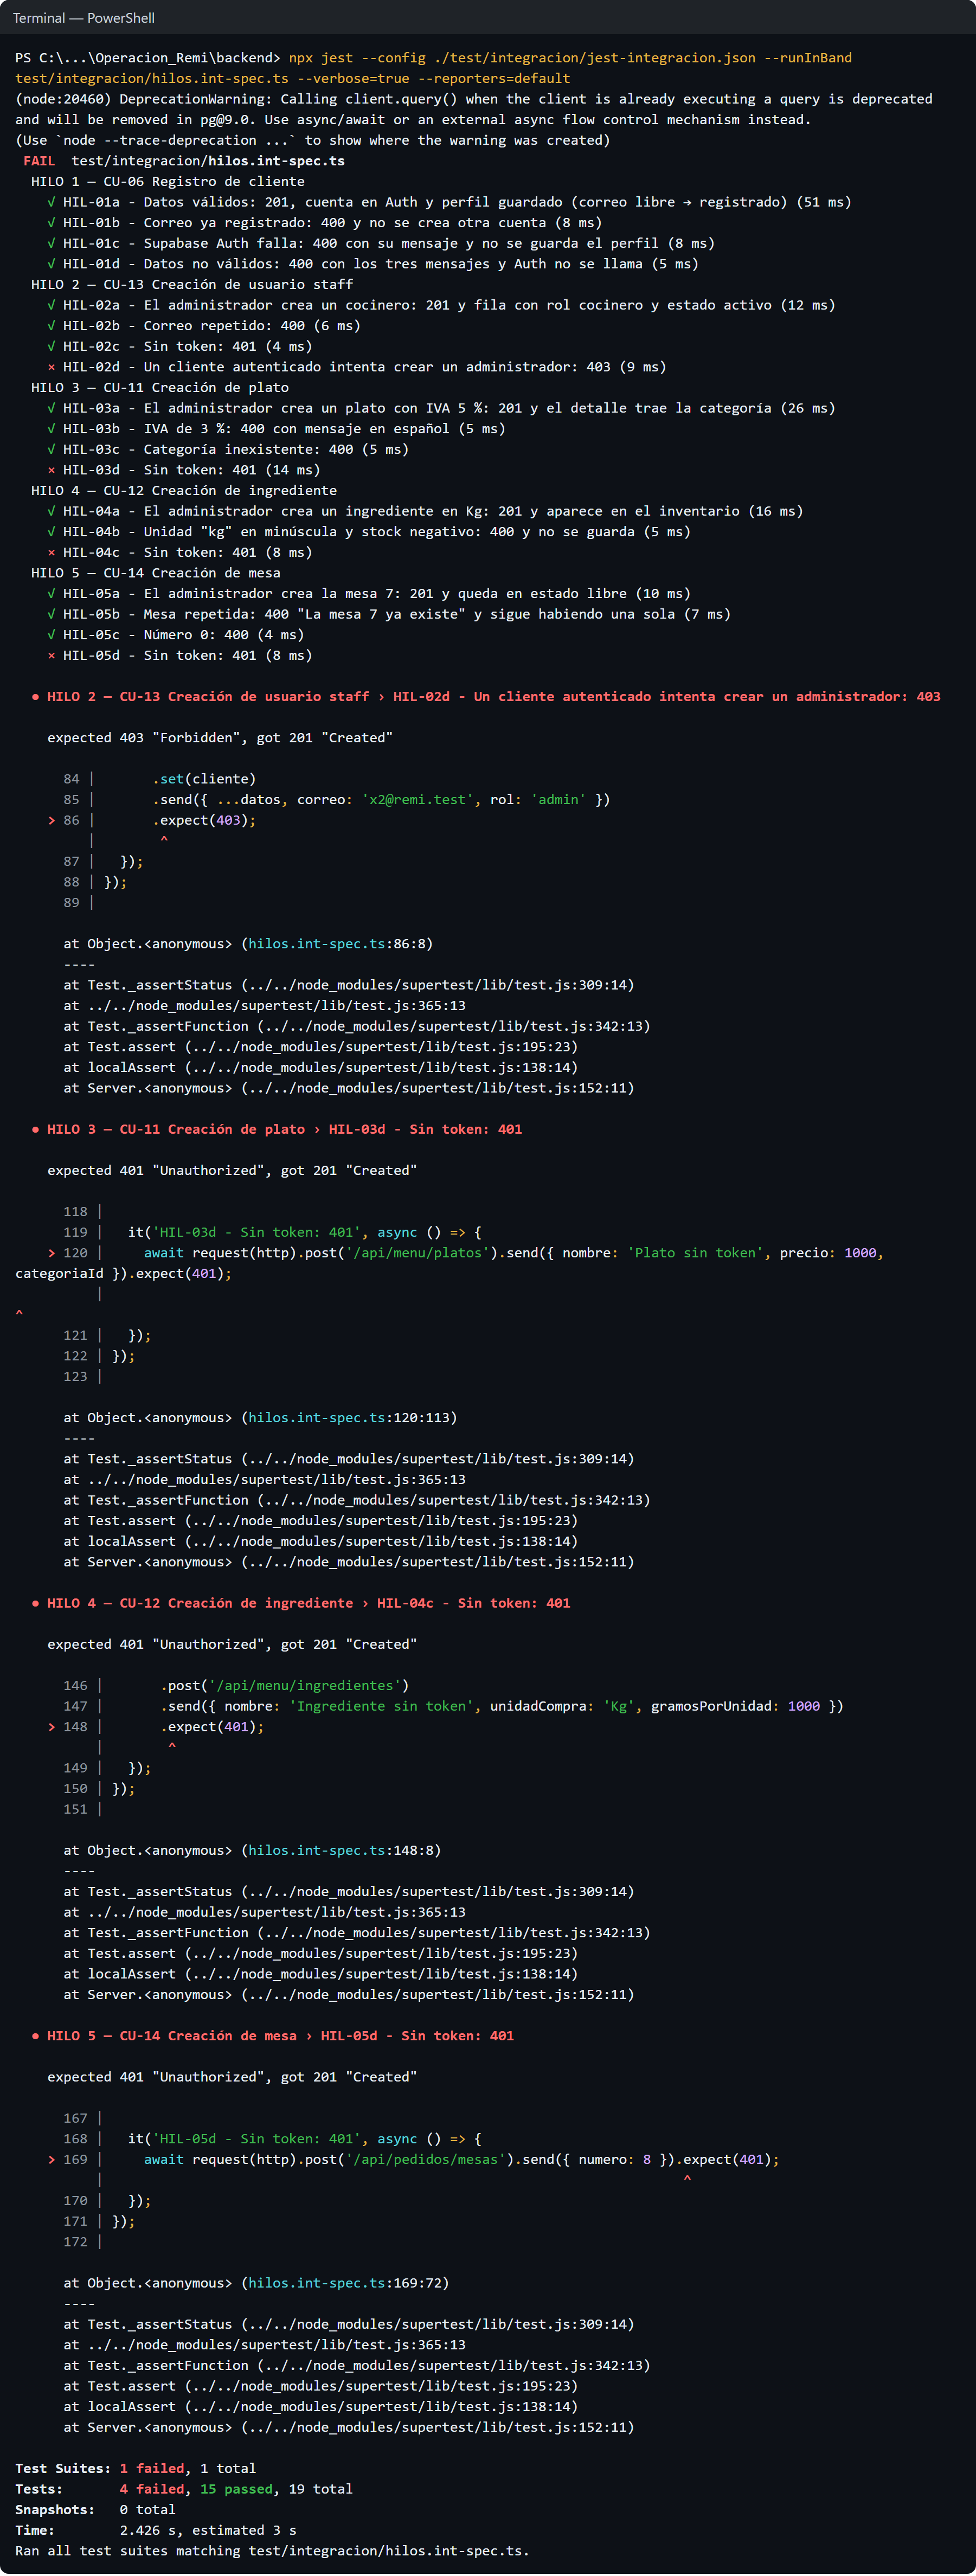 Terminal — PowerShell
PS C:\...\Operacion_Remi\backend> npx jest --config ./test/integracion/jest-integracion.json --runInBand
test/integracion/hilos.int-spec.ts --verbose=true --reporters=default
(node:20460) DeprecationWarning: Calling client.query() when the client is already executing a query is deprecated
and will be removed in pg@9.0. Use async/await or an external async flow control mechanism instead.
(Use `node --trace-deprecation ...` to show where the warning was created)
FAIL  test/integracion/hilos.int-spec.ts
  HILO 1 — CU-06 Registro de cliente
    √ HIL-01a - Datos válidos: 201, cuenta en Auth y perfil guardado (correo libre → registrado) (51 ms)
    √ HIL-01b - Correo ya registrado: 400 y no se crea otra cuenta (8 ms)
    √ HIL-01c - Supabase Auth falla: 400 con su mensaje y no se guarda el perfil (8 ms)
    √ HIL-01d - Datos no válidos: 400 con los tres mensajes y Auth no se llama (5 ms)
  HILO 2 — CU-13 Creación de usuario staff
    √ HIL-02a - El administrador crea un cocinero: 201 y fila con rol cocinero y estado activo (12 ms)
    √ HIL-02b - Correo repetido: 400 (6 ms)
    √ HIL-02c - Sin token: 401 (4 ms)
    × HIL-02d - Un cliente autenticado intenta crear un administrador: 403 (9 ms)
  HILO 3 — CU-11 Creación de plato
    √ HIL-03a - El administrador crea un plato con IVA 5 %: 201 y el detalle trae la categoría (26 ms)
    √ HIL-03b - IVA de 3 %: 400 con mensaje en español (5 ms)
    √ HIL-03c - Categoría inexistente: 400 (5 ms)
    × HIL-03d - Sin token: 401 (14 ms)
  HILO 4 — CU-12 Creación de ingrediente
    √ HIL-04a - El administrador crea un ingrediente en Kg: 201 y aparece en el inventario (16 ms)
    √ HIL-04b - Unidad "kg" en minúscula y stock negativo: 400 y no se guarda (5 ms)
    × HIL-04c - Sin token: 401 (8 ms)
  HILO 5 — CU-14 Creación de mesa
    √ HIL-05a - El administrador crea la mesa 7: 201 y queda en estado libre (10 ms)
    √ HIL-05b - Mesa repetida: 400 "La mesa 7 ya existe" y sigue habiendo una sola (7 ms)
    √ HIL-05c - Número 0: 400 (4 ms)
    × HIL-05d - Sin token: 401 (8 ms)
  ● HILO 2 — CU-13 Creación de usuario staff › HIL-02d - Un cliente autenticado intenta crear un administrador: 403
    expected 403 "Forbidden", got 201 "Created"
      84 |       .set(cliente)
      85 |       .send({ ...datos, correo: 'x2@remi.test', rol: 'admin' })
    > 86 |       .expect(403);
         |        ^
      87 |   });
      88 | });
      89 |
      at Object.<anonymous> (hilos.int-spec.ts:86:8)
      ----
      at Test._assertStatus (../../node_modules/supertest/lib/test.js:309:14)
      at ../../node_modules/supertest/lib/test.js:365:13
      at Test._assertFunction (../../node_modules/supertest/lib/test.js:342:13)
      at Test.assert (../../node_modules/supertest/lib/test.js:195:23)
      at localAssert (../../node_modules/supertest/lib/test.js:138:14)
      at Server.<anonymous> (../../node_modules/supertest/lib/test.js:152:11)
  ● HILO 3 — CU-11 Creación de plato › HIL-03d - Sin token: 401
    expected 401 "Unauthorized", got 201 "Created"
      118 |
      119 |   it('HIL-03d - Sin token: 401', async () => {
    > 120 |     await request(http).post('/api/menu/platos').send({ nombre: 'Plato sin token', precio: 1000,
categoriaId }).expect(401);
          |
^
      121 |   });
      122 | });
      123 |
      at Object.<anonymous> (hilos.int-spec.ts:120:113)
      ----
      at Test._assertStatus (../../node_modules/supertest/lib/test.js:309:14)
      at ../../node_modules/supertest/lib/test.js:365:13
      at Test._assertFunction (../../node_modules/supertest/lib/test.js:342:13)
      at Test.assert (../../node_modules/supertest/lib/test.js:195:23)
      at localAssert (../../node_modules/supertest/lib/test.js:138:14)
      at Server.<anonymous> (../../node_modules/supertest/lib/test.js:152:11)
  ● HILO 4 — CU-12 Creación de ingrediente › HIL-04c - Sin token: 401
    expected 401 "Unauthorized", got 201 "Created"
      146 |       .post('/api/menu/ingredientes')
      147 |       .send({ nombre: 'Ingrediente sin token', unidadCompra: 'Kg', gramosPorUnidad: 1000 })
    > 148 |       .expect(401);
          |        ^
      149 |   });
      150 | });
      151 |
      at Object.<anonymous> (hilos.int-spec.ts:148:8)
      ----
      at Test._assertStatus (../../node_modules/supertest/lib/test.js:309:14)
      at ../../node_modules/supertest/lib/test.js:365:13
      at Test._assertFunction (../../node_modules/supertest/lib/test.js:342:13)
      at Test.assert (../../node_modules/supertest/lib/test.js:195:23)
      at localAssert (../../node_modules/supertest/lib/test.js:138:14)
      at Server.<anonymous> (../../node_modules/supertest/lib/test.js:152:11)
  ● HILO 5 — CU-14 Creación de mesa › HIL-05d - Sin token: 401
    expected 401 "Unauthorized", got 201 "Created"
      167 |
      168 |   it('HIL-05d - Sin token: 401', async () => {
    > 169 |     await request(http).post('/api/pedidos/mesas').send({ numero: 8 }).expect(401);
          |                                                                        ^
      170 |   });
      171 | });
      172 |
      at Object.<anonymous> (hilos.int-spec.ts:169:72)
      ----
      at Test._assertStatus (../../node_modules/supertest/lib/test.js:309:14)
      at ../../node_modules/supertest/lib/test.js:365:13
      at Test._assertFunction (../../node_modules/supertest/lib/test.js:342:13)
      at Test.assert (../../node_modules/supertest/lib/test.js:195:23)
      at localAssert (../../node_modules/supertest/lib/test.js:138:14)
      at Server.<anonymous> (../../node_modules/supertest/lib/test.js:152:11)
Test Suites: 1 failed, 1 total
Tests:       4 failed, 15 passed, 19 total
Snapshots:   0 total
Time:        2.426 s, estimated 3 s
Ran all test suites matching test/integracion/hilos.int-spec.ts.